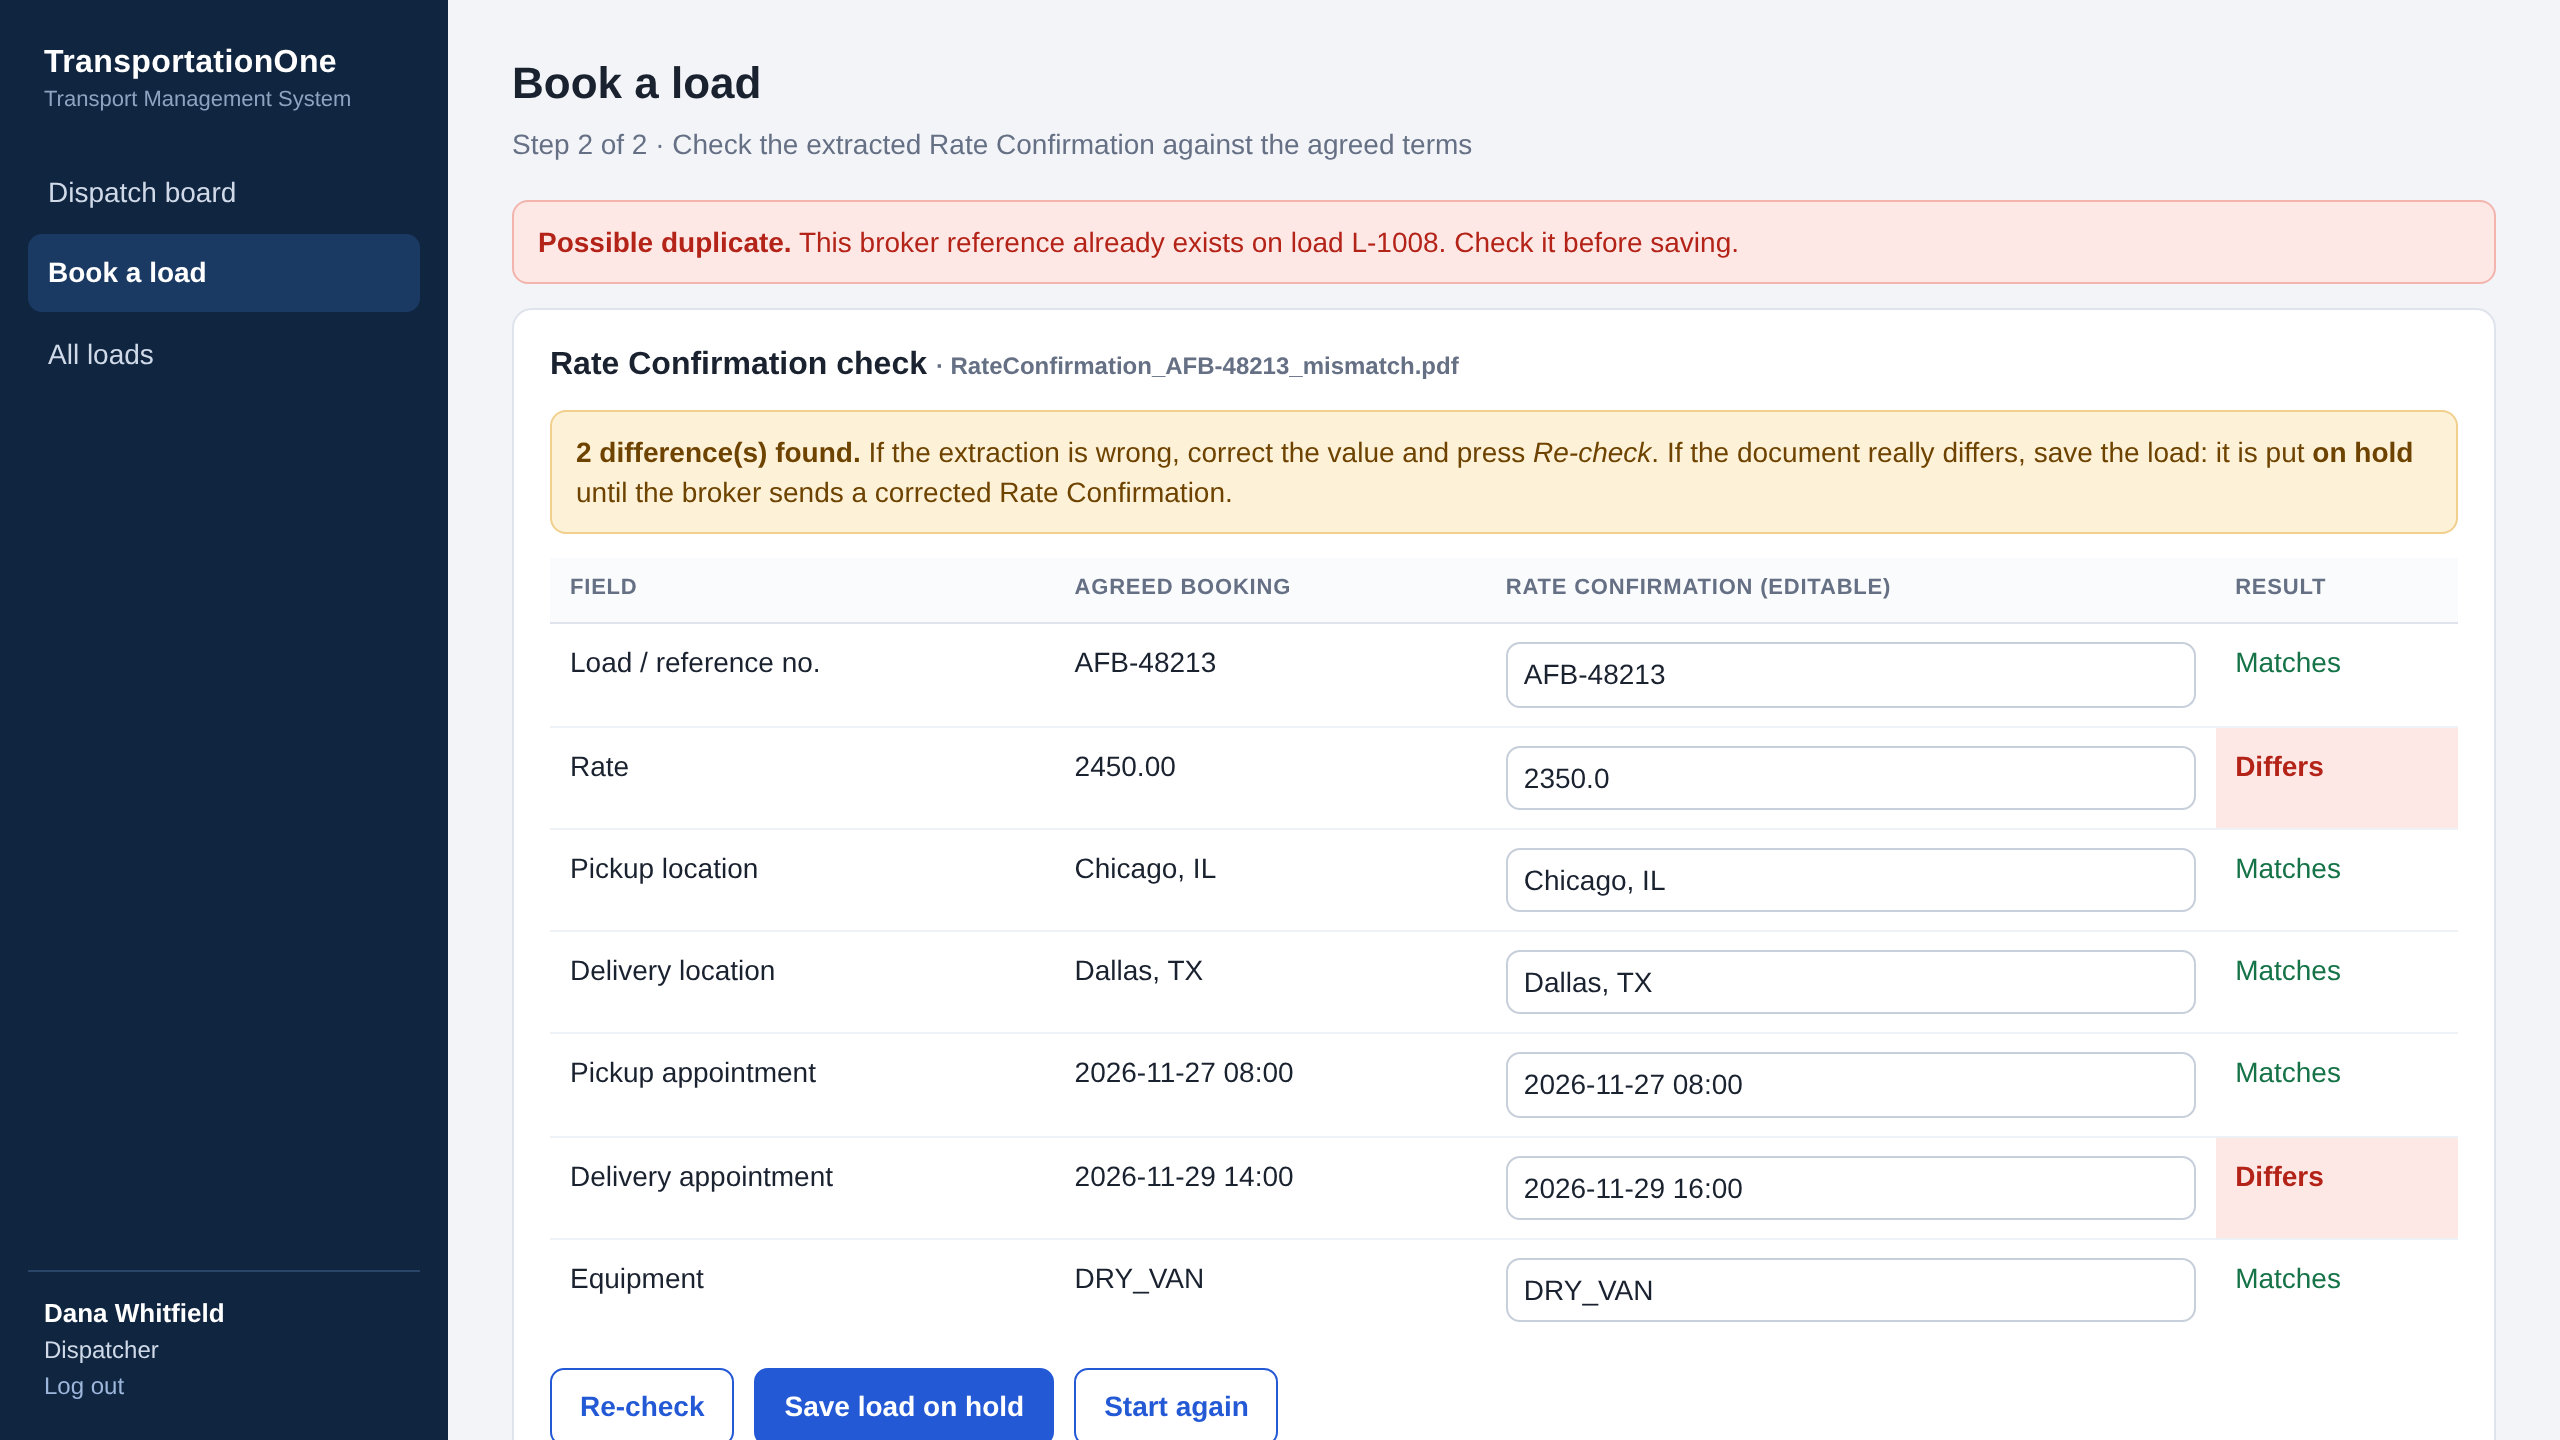 TransportationOne
Transport Management System
Dispatch board
Book a load
All loads
Dana Whitfield
Dispatcher
Log out
Book a load
Step 2 of 2 · Check the extracted Rate Confirmation against the agreed terms
Possible duplicate. This broker reference already exists on load L-1008. Check it before saving.
Rate Confirmation check · RateConfirmation_AFB-48213_mismatch.pdf
2 difference(s) found. If the extraction is wrong, correct the value and press Re-check. If the document really differs, save the load: it is put on hold
until the broker sends a corrected Rate Confirmation.
FIELD AGREED BOOKING RATE CONFIRMATION (EDITABLE) RESULT
Load / reference no. AFB-48213 AFB-48213 Matches
Rate 2450.00 2350.0 Differs
Pickup location Chicago, IL Chicago, IL Matches
Delivery location Dallas, TX Dallas, TX Matches
Pickup appointment 2026-11-27 08:00 2026-11-27 08:00 Matches
Delivery appointment 2026-11-29 14:00 2026-11-29 16:00 Differs
Equipment DRY_VAN DRY_VAN Matches
Re-check Save load on hold Start again